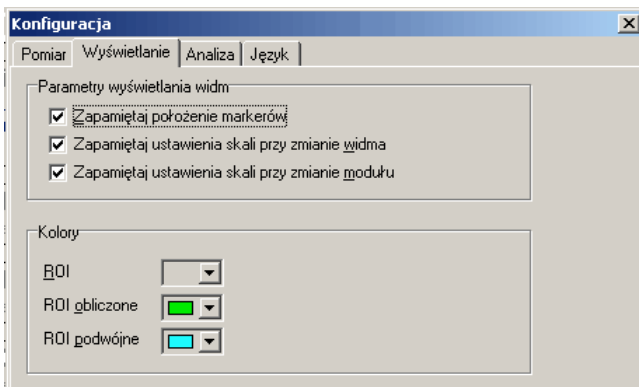 Konfiguracja
Pomiar Wyświetlanie Analiza Język
Parametry wyświetlania widm
Zapamiętaj położenie markerów
Zapamiętaj ustawienia skali przy zmianie widma
Zapamiętaj ustawienia skali przy zmianie modułu
Kolory
ROI
ROI obliczone
ROI podwójne